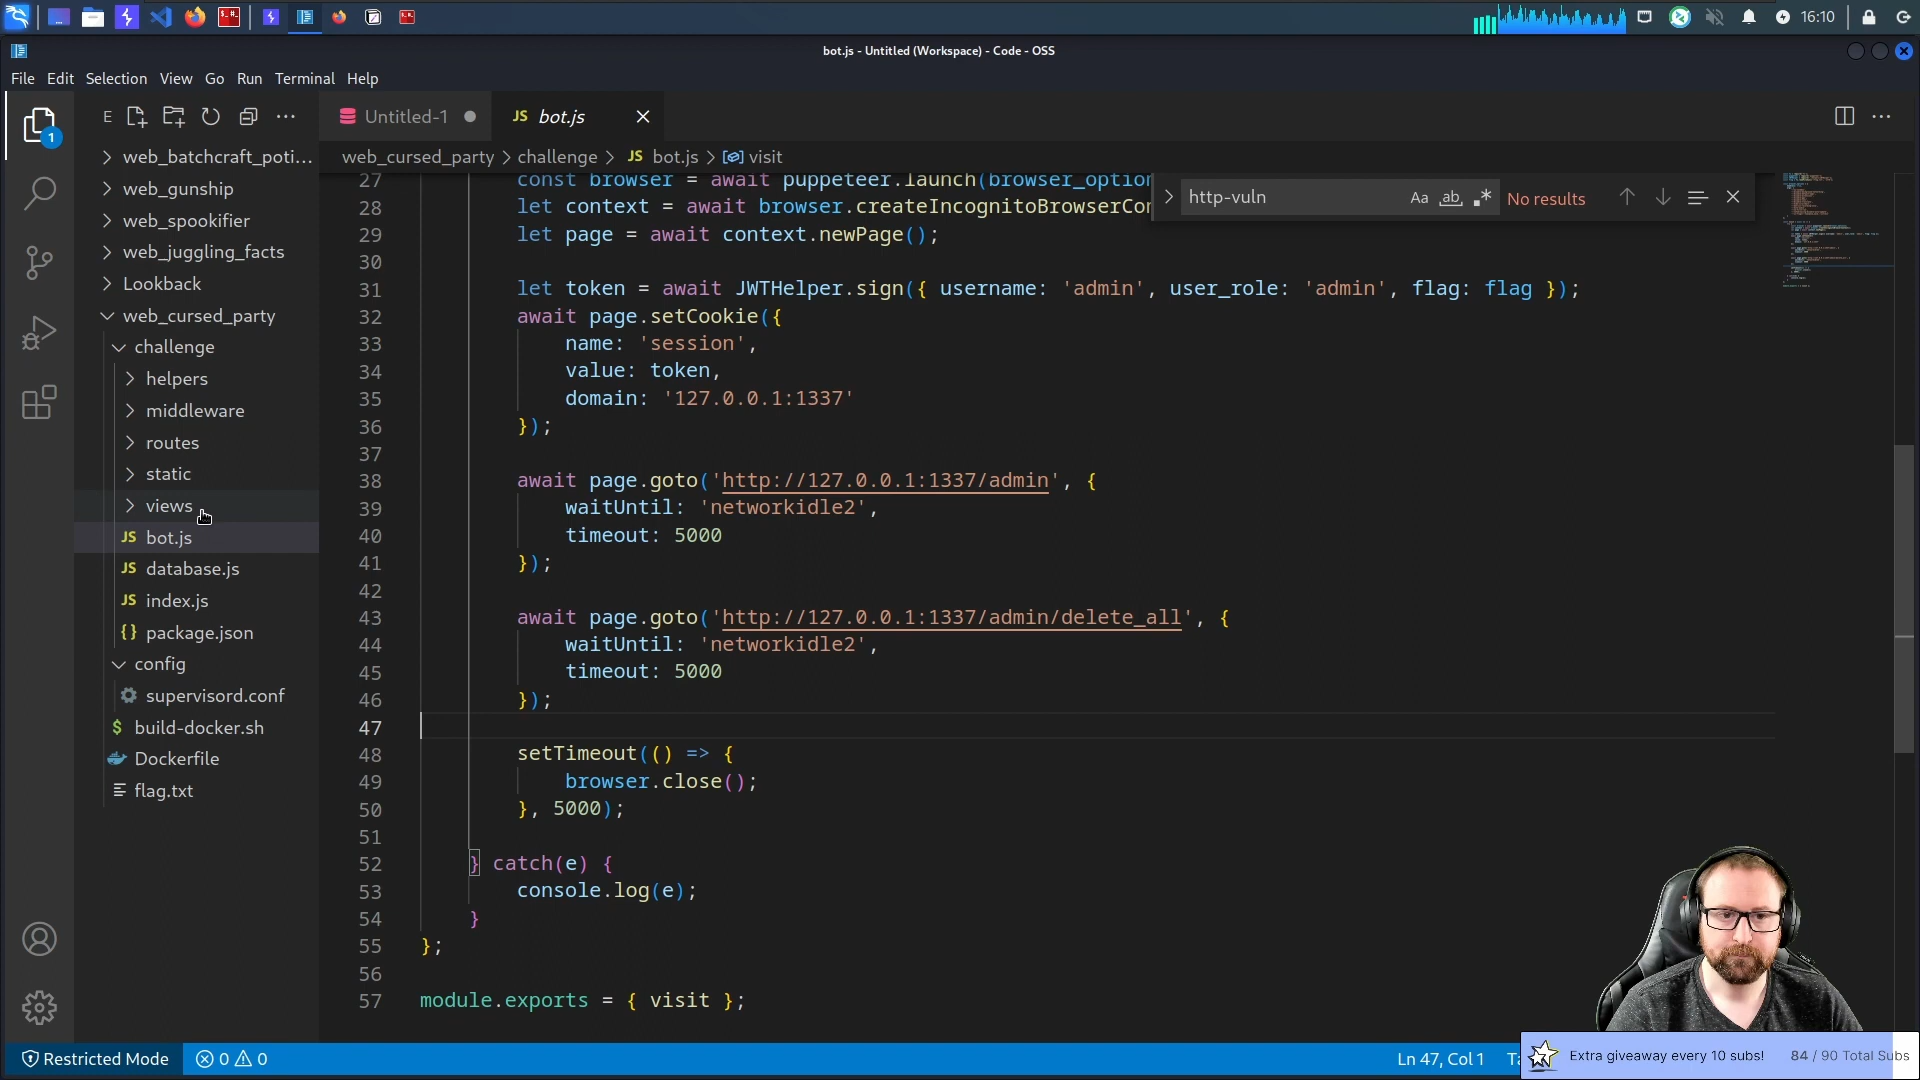 16:10
bot.js - Untitled (Workspace) - Code - OSS
File Edit Selection View Go Run Terminal Help
E
Untitled-1
JS bot.js
web_cursed_party > challenge > JS bot.js > visit
1
web_batchcraft_poti...
web_gunship
web_spookifier
web_juggling_facts
Lookback
web_cursed_party
challenge
helpers
middleware
routes
static
views
JS bot.js
JS database.js
JS index.js
{} package.json
config
supervisord.conf
$ build-docker.sh
Dockerfile
flag.txt
http-vuln
Aa ab No results
27 const browser = await puppeteer.launch(browser_option
28 let context = await browser.createIncognitoBrowserCon
29 let page = await context.newPage();
30
31 let token = await JWTHelper.sign({ username: 'admin', user_role: 'admin', flag: flag });
32 await page.setCookie({
33 name: 'session',
34 value: token,
35 domain: '127.0.0.1:1337'
36 });
37
38 await page.goto('http://127.0.0.1:1337/admin', {
39 waitUntil: 'networkidle2',
40 timeout: 5000
41 });
42
43 await page.goto('http://127.0.0.1:1337/admin/delete_all', {
44 waitUntil: 'networkidle2',
45 timeout: 5000
46 });
47
48 setTimeout(() => {
49 browser.close();
50 }, 5000);
51
52 } catch(e) {
53 console.log(e);
54 }
55 };
56
57 module.exports = { visit };
Restricted Mode 0 0
Ln 47, Col 1
Extra giveaway every 10 subs! 84 / 90 Total Subs